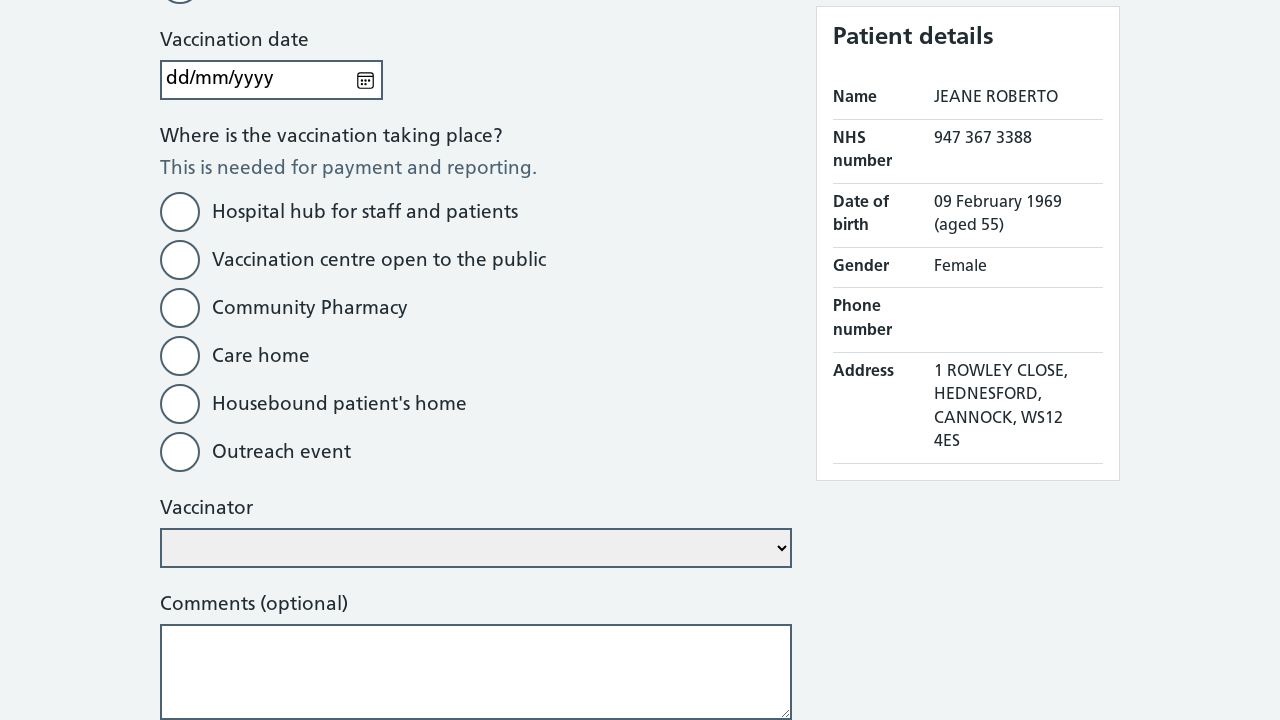 Vaccination date
dd/mm/yyyy
Where is the vaccination taking place?
This is needed for payment and reporting.
Hospital hub for staff and patients
Vaccination centre open to the public
Community Pharmacy
Care home
Housebound patient's home
Outreach event
Vaccinator
Comments (optional)
Patient details
Name JEANE ROBERTO
NHS number 947 367 3388
Date of birth 09 February 1969 (aged 55)
Gender Female
Phone number
Address 1 ROWLEY CLOSE,
HEDNESFORD,
CANNOCK, WS12
4ES